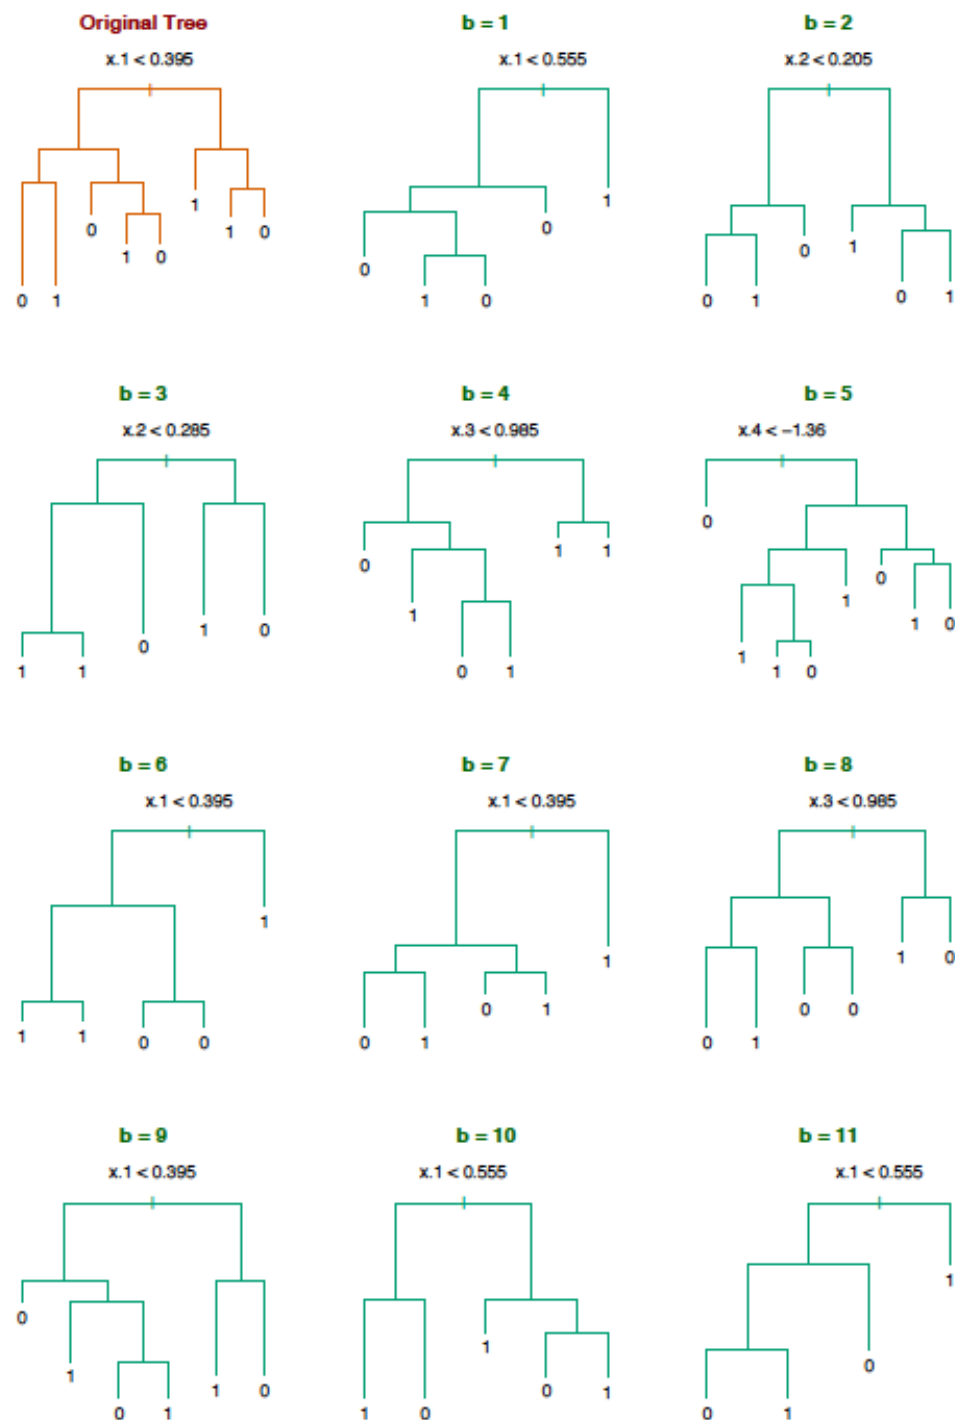 Original Tree
x.1 < 0.395
1
0
1 0
1 0
0 1
b = 1
x.1 < 0.555
1
0
0
1 0
b = 2
x.2 < 0.205
1
0
0 1
0 1
b = 3
x.2 < 0.285
1 0
0
1 1
b = 4
x.3 < 0.985
1 1
0
1
0 1
b = 5
x.4 < −1.36
0
0
1
1 0
1
1 0
b = 6
x.1 < 0.395
1
1 1 0 0
b = 7
x.1 < 0.395
1
0 1
0 1
b = 8
x.3 < 0.985
1 0
0 0
0 1
b = 9
x.1 < 0.395
0
1
1 0
0 1
b = 10
x.1 < 0.555
1
0 1
1 0
b = 11
x.1 < 0.555
1
0
0 1